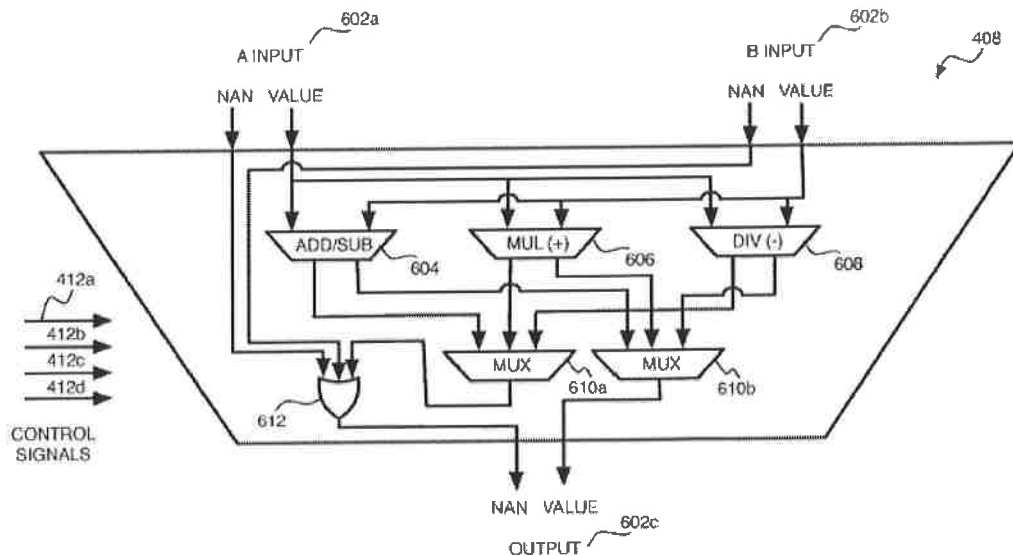 602a
602b
A INPUT
B INPUT
408
NAN VALUE
NAN VALUE
ADD/SUB
MUL (+)
DIV (-)
604
606
608
412a
412b
412c
412d
MUX
MUX
610a
610b
612
CONTROL
SIGNALS
NAN VALUE
602c
OUTPUT